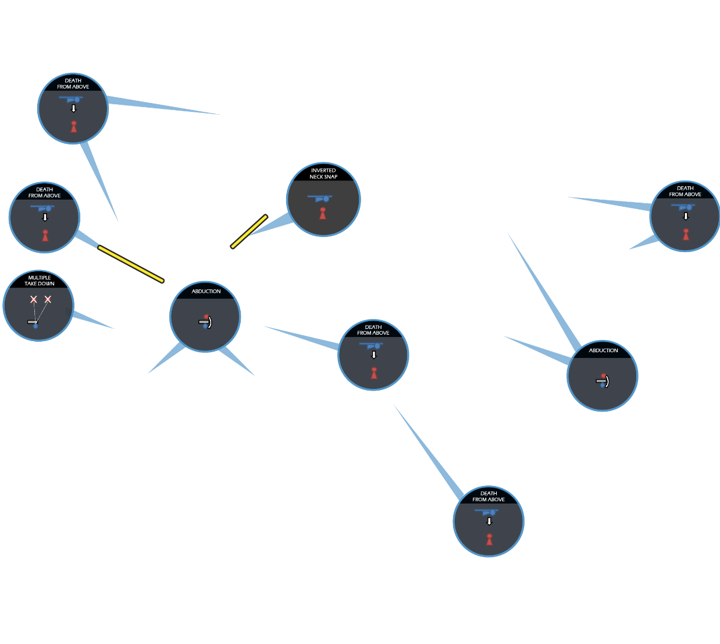 DEATH
FROM ABOVE
INVERTED
NECK SNAP
DEATH
FROM ABOVE
DEATH
FROM ABOVE
MULTIPLE
TAKE DOWN
ABDUCTION
DEATH
FROM ABOVE
ABDUCTION
DEATH
FROM ABOVE